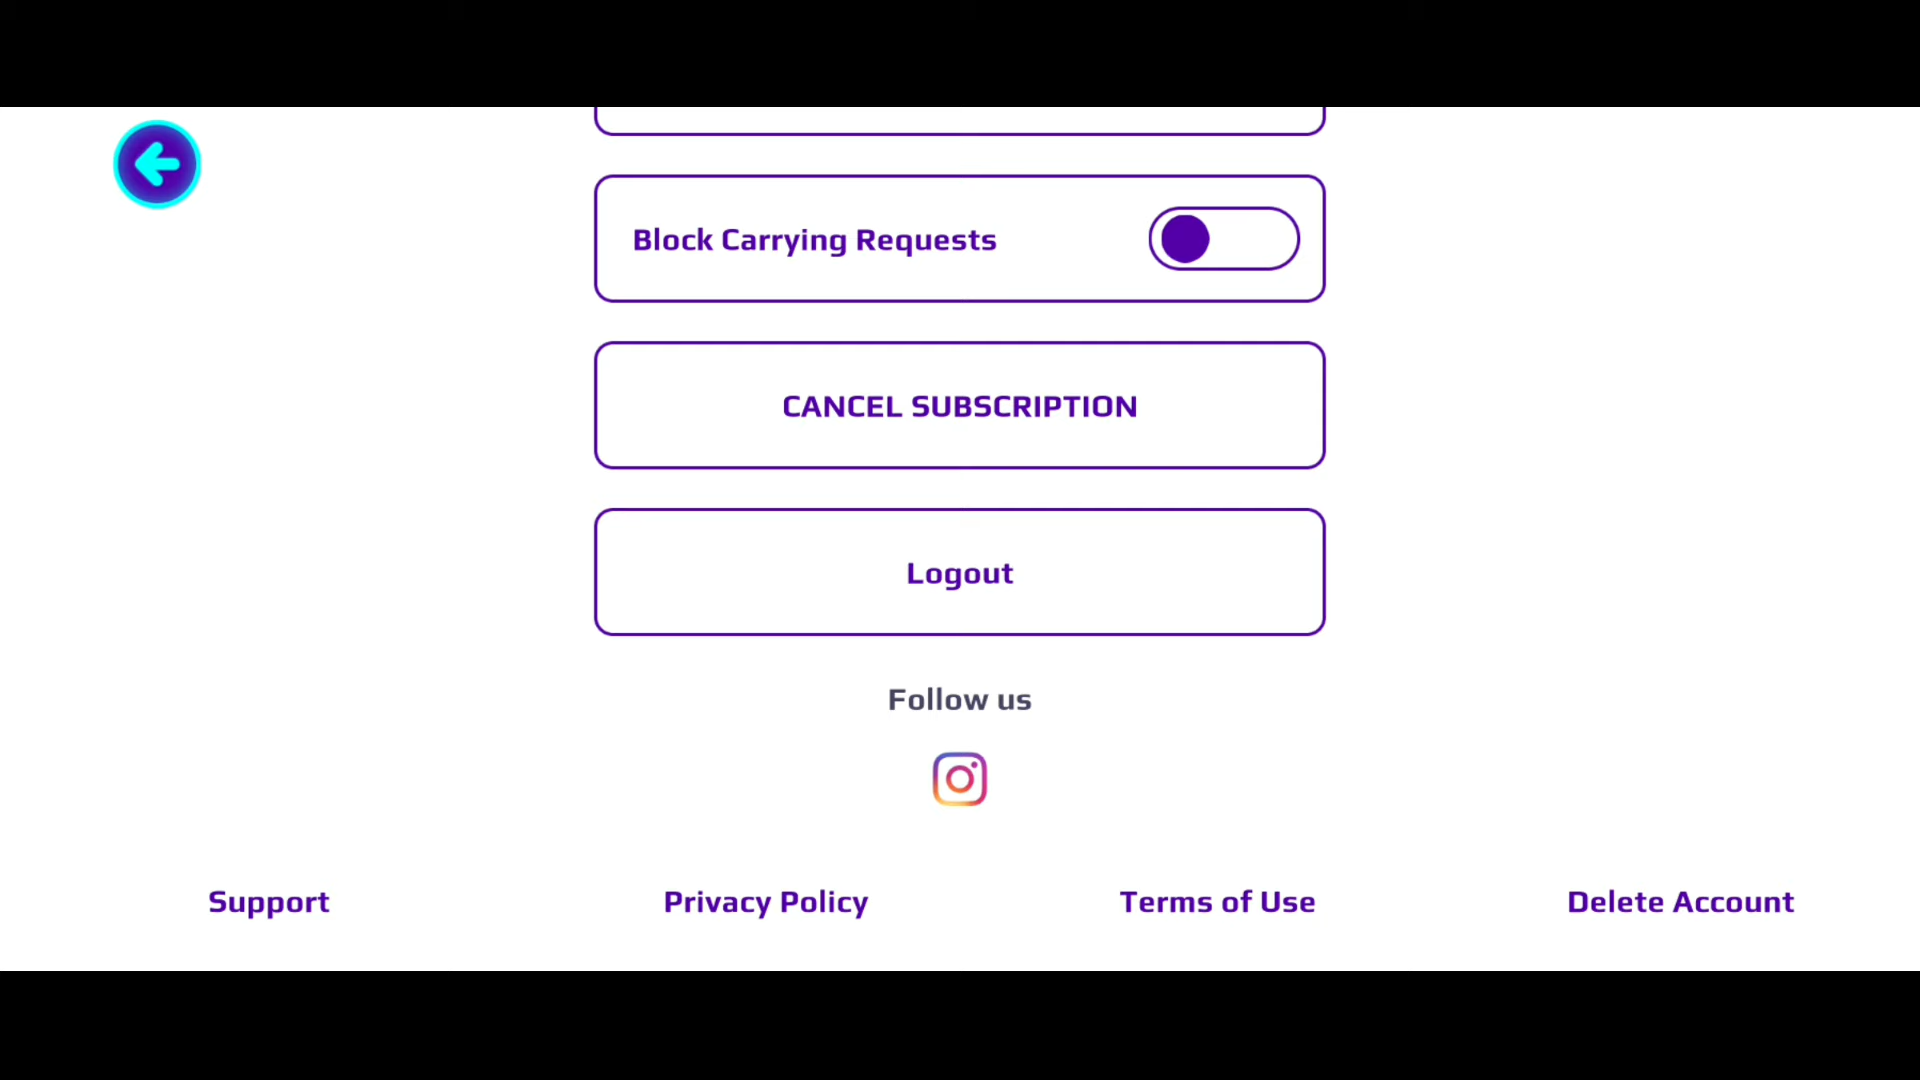 Block Carrying Requests
CANCEL SUBSCRIPTION
Logout
Follow us
Support
Privacy Policy
Terms of Use
Delete Account